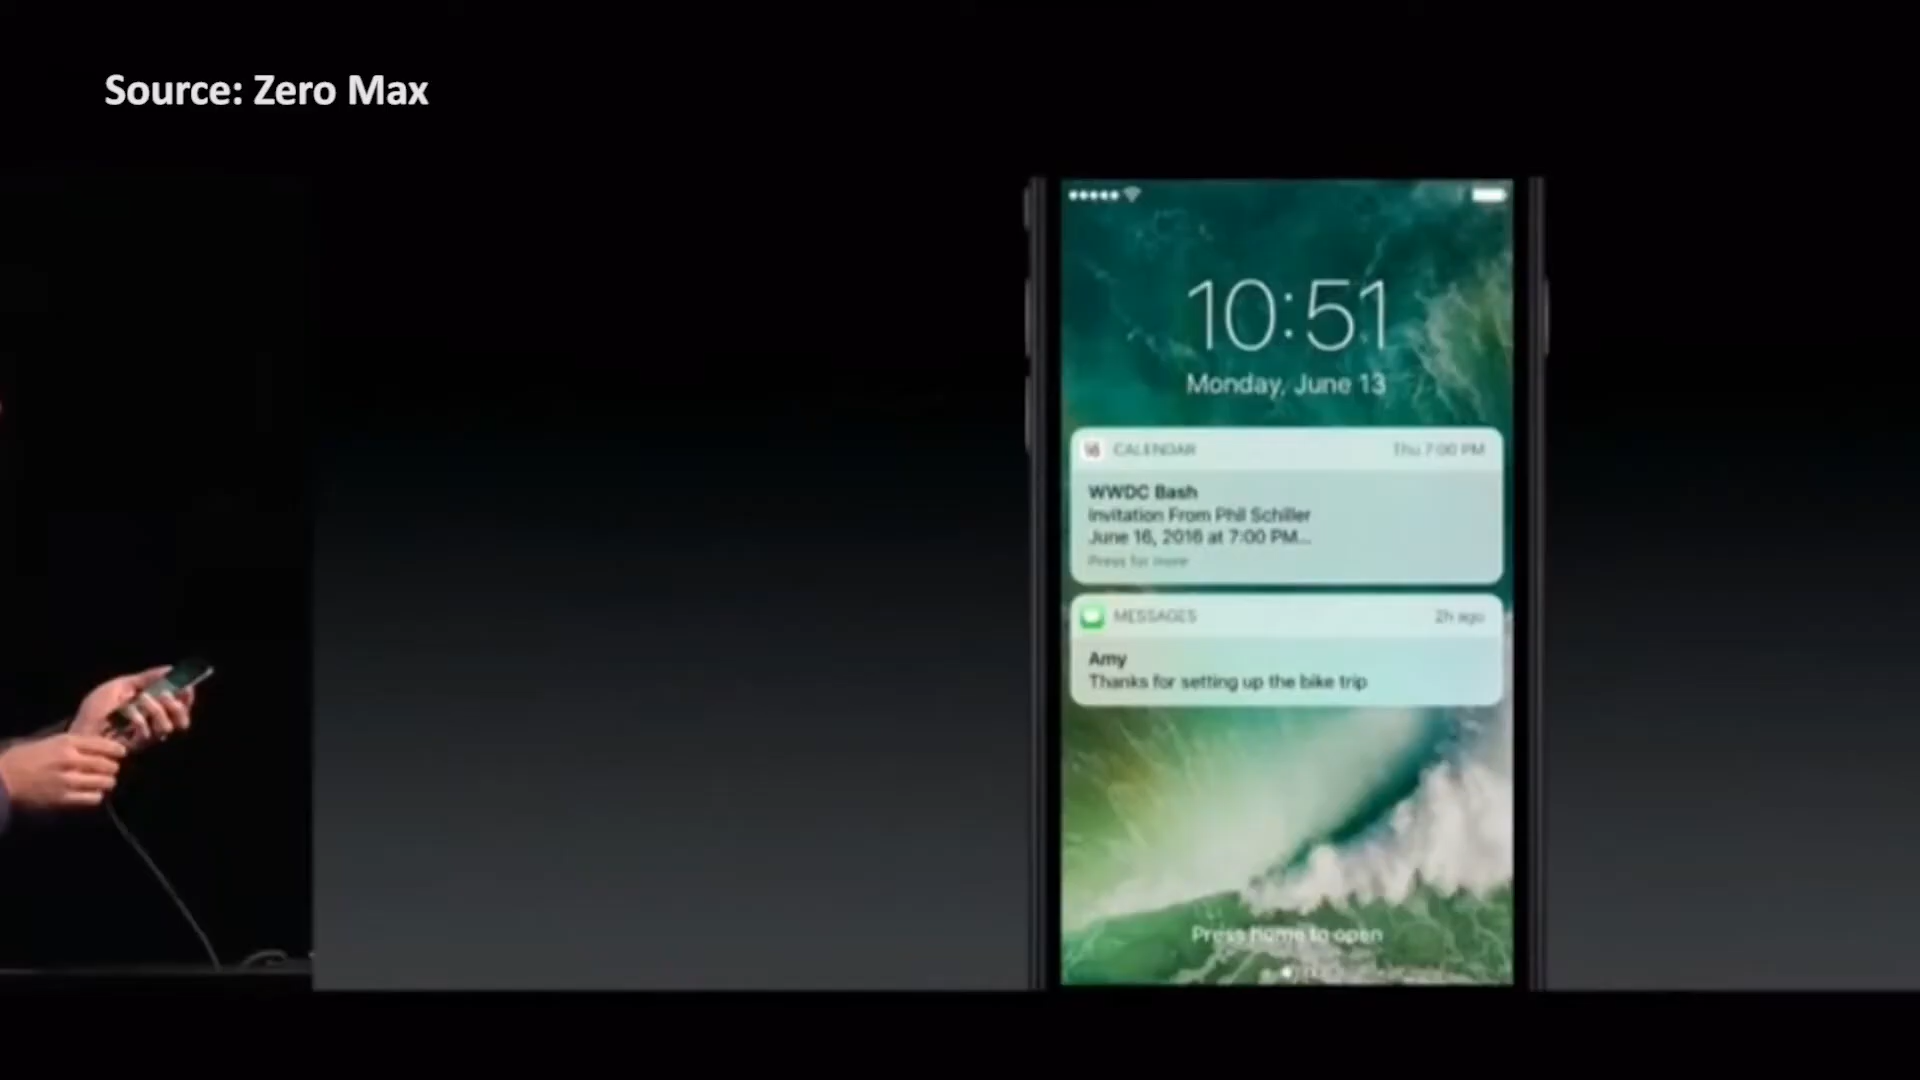 Source: Zero Max
10:51
Monday, June 13
CALENDAR
Thu 7:00 PM
WWDC Bash
Invitation From Phil Schiller
June 16, 2016 at 7:00 PM...
Press for more
MESSAGES
2h ago
Amy
Thanks for setting up the bike trip
Press home to open